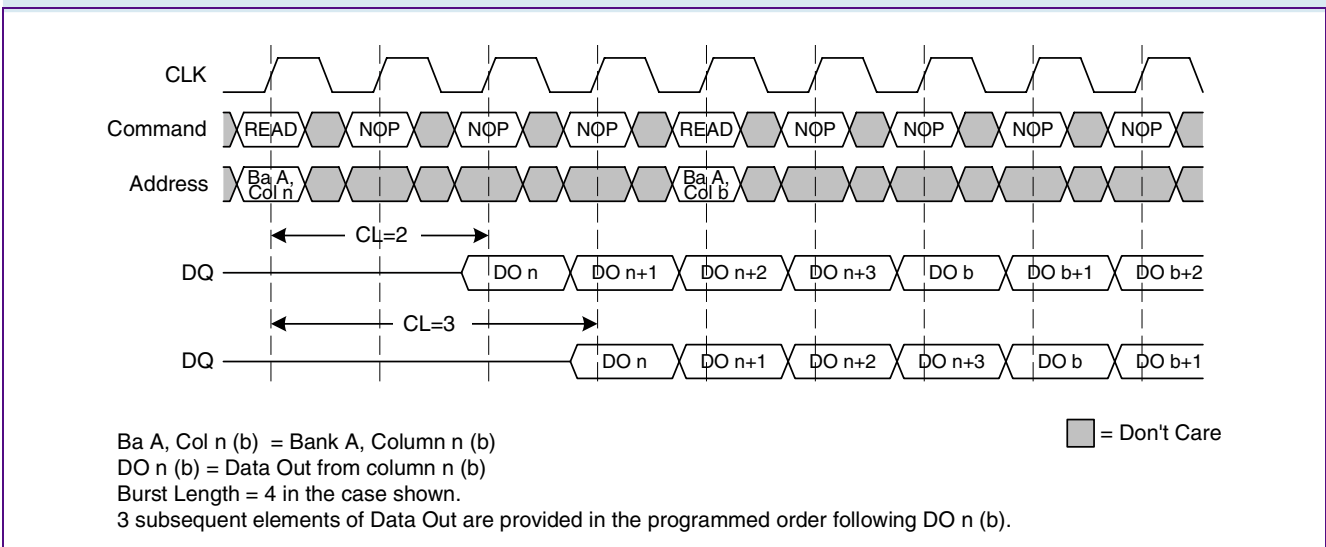 CLK
Command READ NOP NOP NOP READ NOP NOP NOP NOP
Address Ba A, Col n Ba A, Col b
CL=2
DQ DO n DO n+1 DO n+2 DO n+3 DO b DO b+1 DO b+2
CL=3
DQ DO n DO n+1 DO n+2 DO n+3 DO b DO b+1
Ba A, Col n (b) = Bank A, Column n (b)
= Don't Care
DO n (b) = Data Out from column n (b)
Burst Length = 4 in the case shown.
3 subsequent elements of Data Out are provided in the programmed order following DO n (b).